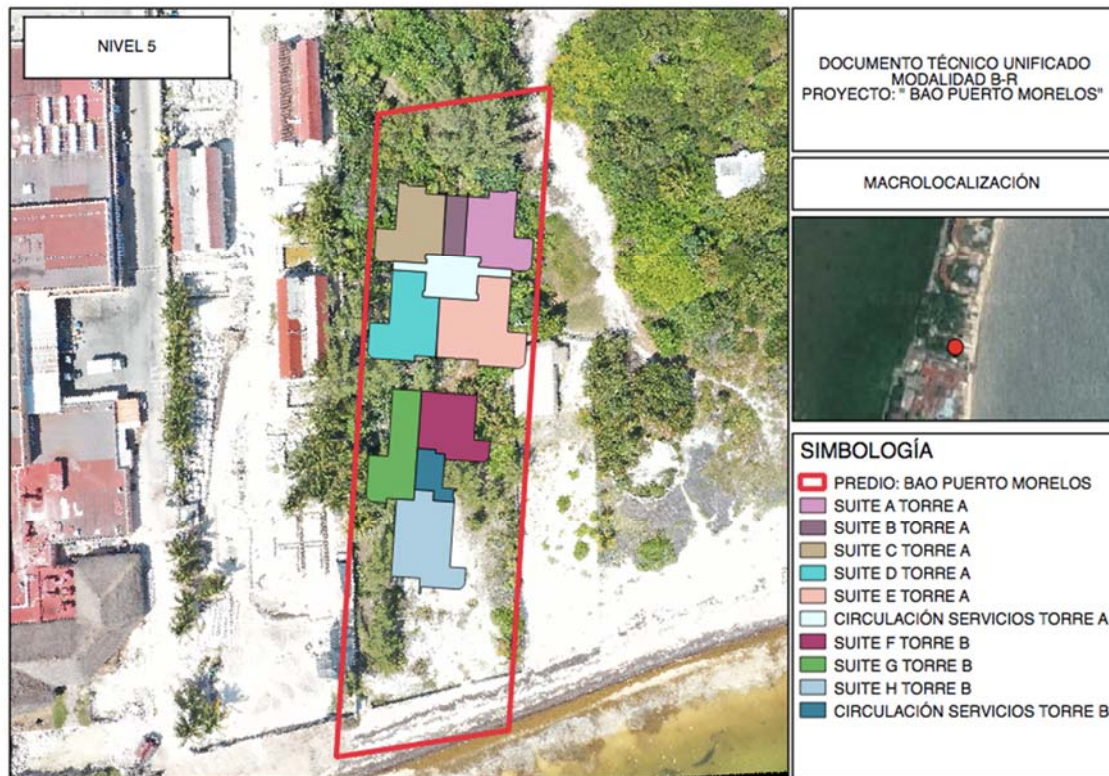 NIVEL 5
DOCUMENTO TÉCNICO UNIFICADO
MODALIDAD B-R
PROYECTO: " BAO PUERTO MORELOS"
MACROLOCALIZACIÓN
SIMBOLOGÍA
PREDIO: BAO PUERTO MORELOS
SUITE A TORRE A
SUITE B TORRE A
SUITE C TORRE A
SUITE D TORRE A
SUITE E TORRE A
CIRCULACIÓN SERVICIOS TORRE A
SUITE F TORRE B
SUITE G TORRE B
SUITE H TORRE B
CIRCULACIÓN SERVICIOS TORRE B